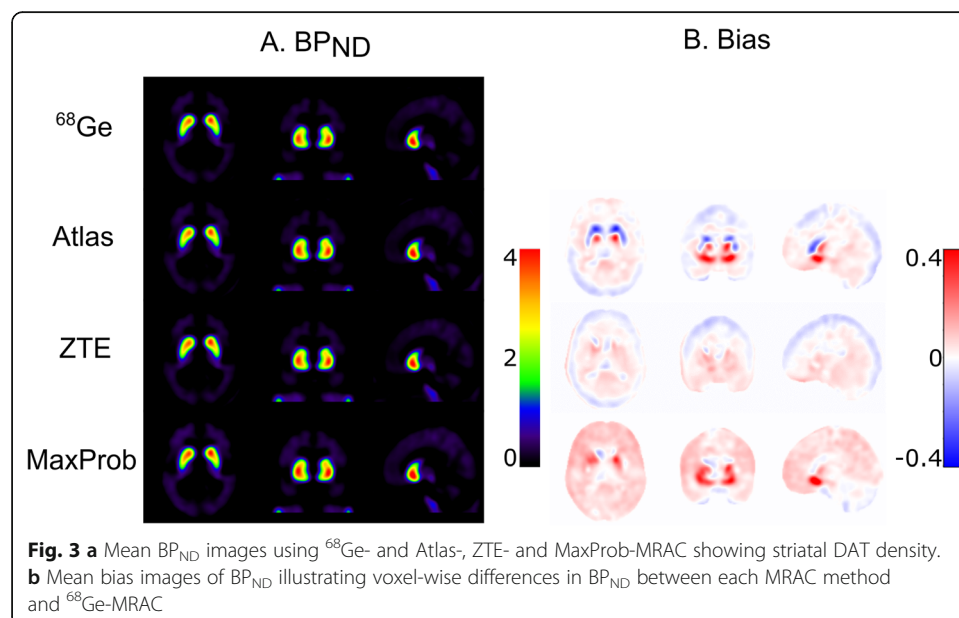 A. BPND
B. Bias
68Ge
Atlas
ZTE
MaxProb
4
2
0
0.4
0
-0.4
Fig. 3 a Mean BPND images using 68Ge- and Atlas-, ZTE- and MaxProb-MRAC showing striatal DAT density.
b Mean bias images of BPND illustrating voxel-wise differences in BPND between each MRAC method
and 68Ge-MRAC